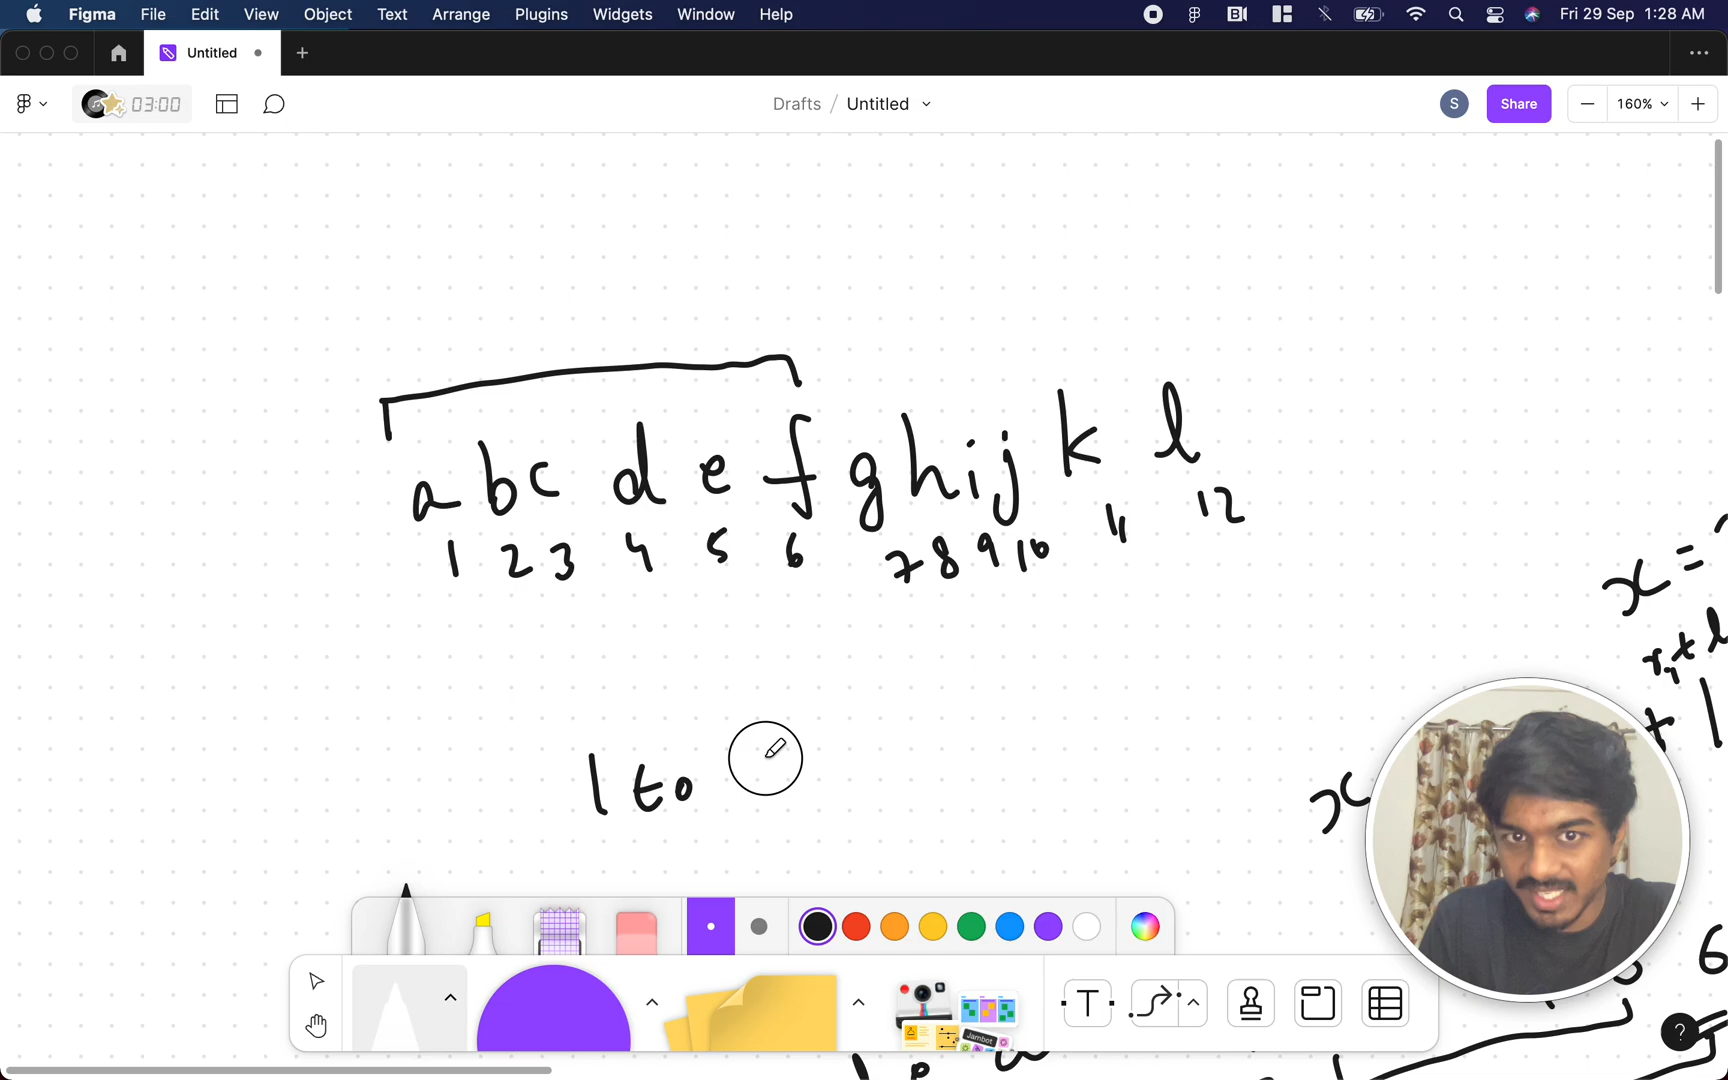 Figma File Edit View Object Text Arrange Plugins Widgets Window Help Fri 29 Sep 1:28 AM
Untitled
03:00 Drafts / Untitled S Share 160%
a b c d e f g h i j k l
1 2 3 4 5 6 7 8 9 10 11 12
x =
1 to
x
6
T
Jambot
?